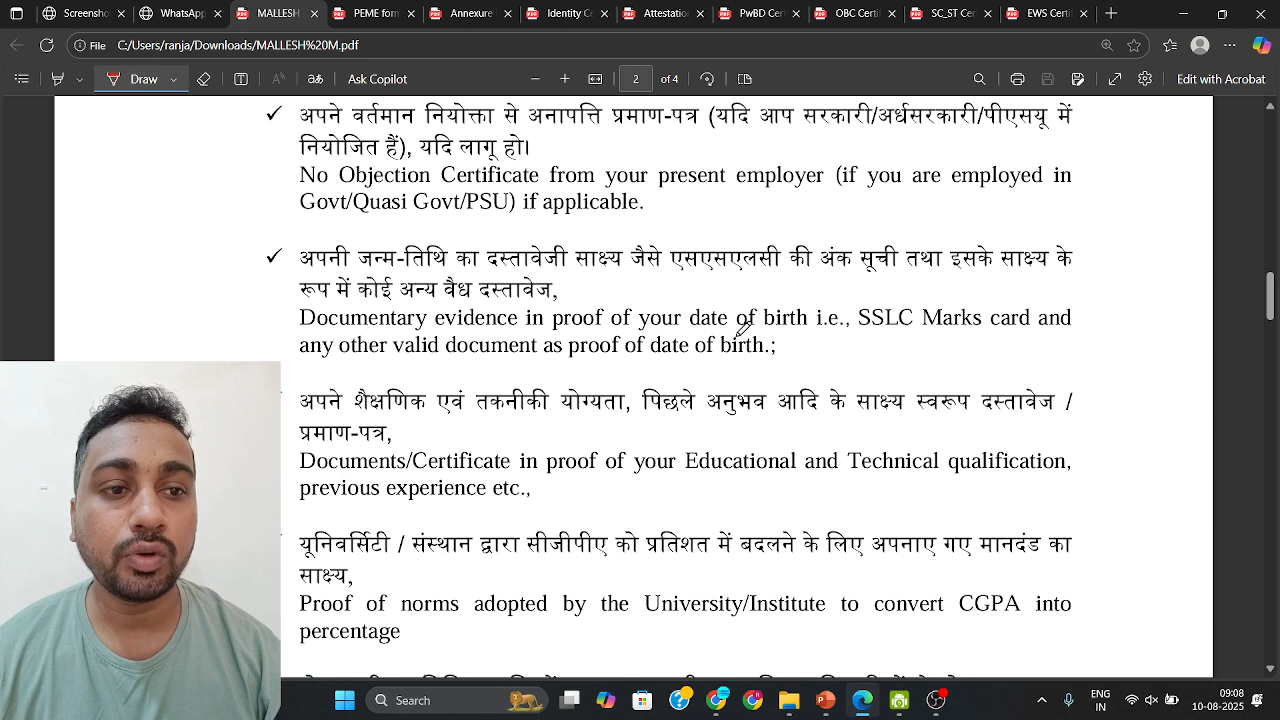 Screensho
WhatsApp
MALLESH
PEME for
Annexure
Identity C
Attestatio
PwBD Cert
OBC Certi
SC_ST Cer
EWS Certi
File C:/Users/ranja/Downloads/MALLESH%20M.pdf
Draw
Ask Copilot
2 of 4
Edit with Acrobat
✓ अपने वर्तमान नियोक्ता से अनापत्ति प्रमाण-पत्र (यदि आप सरकारी/अर्धसरकारी/पीएसयू में
नियोजित हैं), यदि लागू हो।
No Objection Certificate from your present employer (if you are employed in
Govt/Quasi Govt/PSU) if applicable.
✓ अपनी जन्म-तिथि का दस्तावेजी साक्ष्य जैसे एसएसएलसी की अंक सूची तथा इसके साक्ष्य के
रूप में कोई अन्य वैध दस्तावेज,
Documentary evidence in proof of your date of birth i.e., SSLC Marks card and
any other valid document as proof of date of birth.;
अपने शैक्षणिक एवं तकनीकी योग्यता, पिछले अनुभव आदि के साक्ष्य स्वरूप दस्तावेज /
प्रमाण-पत्र,
Documents/Certificate in proof of your Educational and Technical qualification,
previous experience etc.,
यूनिवर्सिटी / संस्थान द्वारा सीजीपीए को प्रतिशत में बदलने के लिए अपनाए गए मानदंड का
साक्ष्य,
Proof of norms adopted by the University/Institute to convert CGPA into
percentage
Search
ENG
IN
09:08
10-08-2025